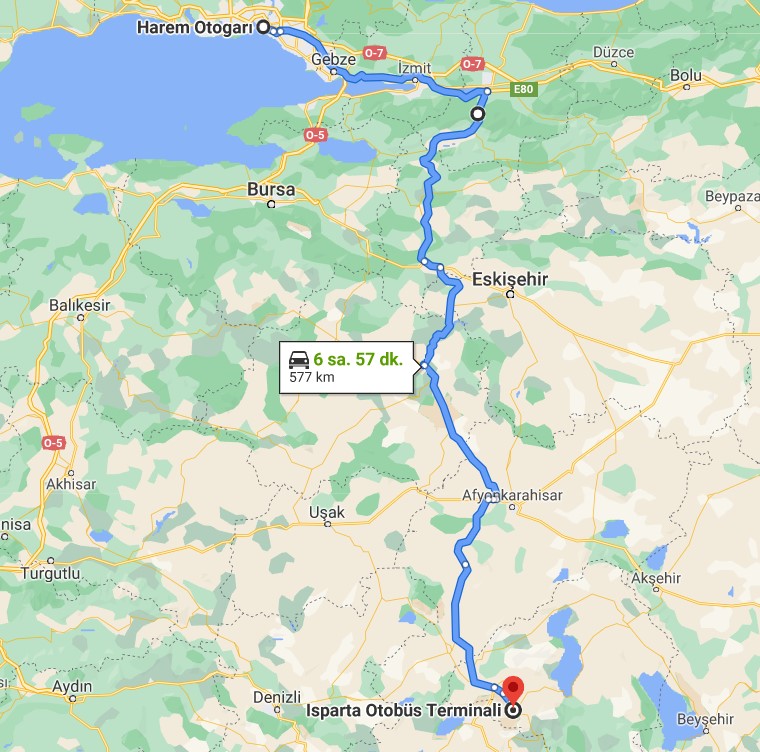 Harem Otogarı
Gebze
O-7
İzmit
O-7
E80
Düzce
Bolu
O-5
Bursa
Beypaza
Eskişehir
Balıkesir
6 sa. 57 dk.
577 km
O-5
Akhisar
Afyonkarahisar
Uşak
nisa
Turgutlu
Akşehir
Aydın
Denizli
Isparta Otobüs Terminali
Beyşehir